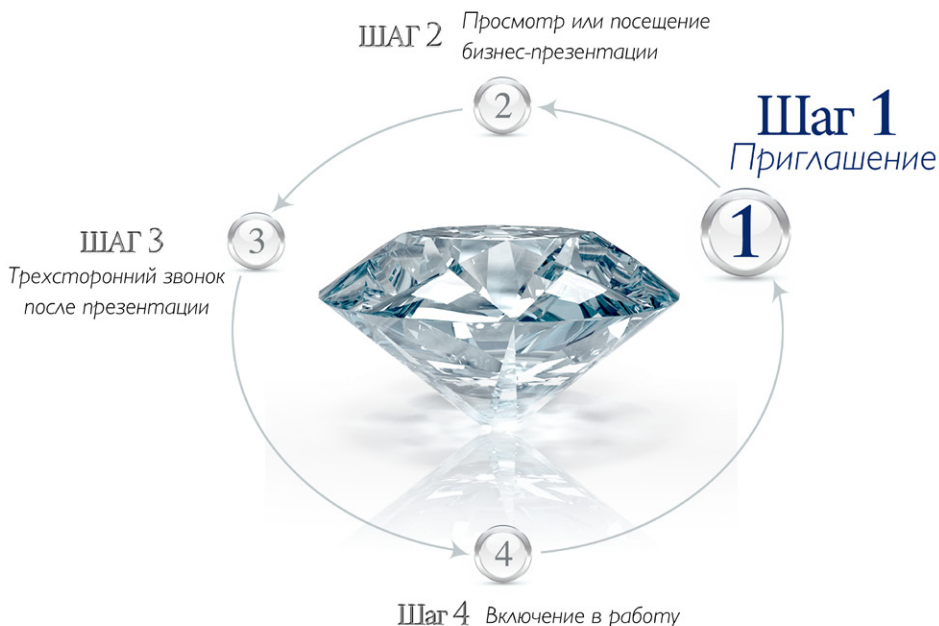 ШАГ 2
Просмотр или посещение
бизнес-презентации
2
Шаг 1
Приглашение
1
ШАГ 3
3
Трехсторонний звонок
после презентации
4
Шаг 4 Включение в работу